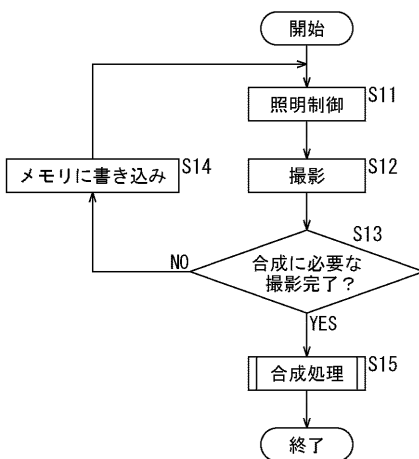 開始
照明制御
S11
撮影
S12
メモリに書き込み
S14
合成に必要な
撮影完了？
S13
NO
YES
合成処理
S15
終了